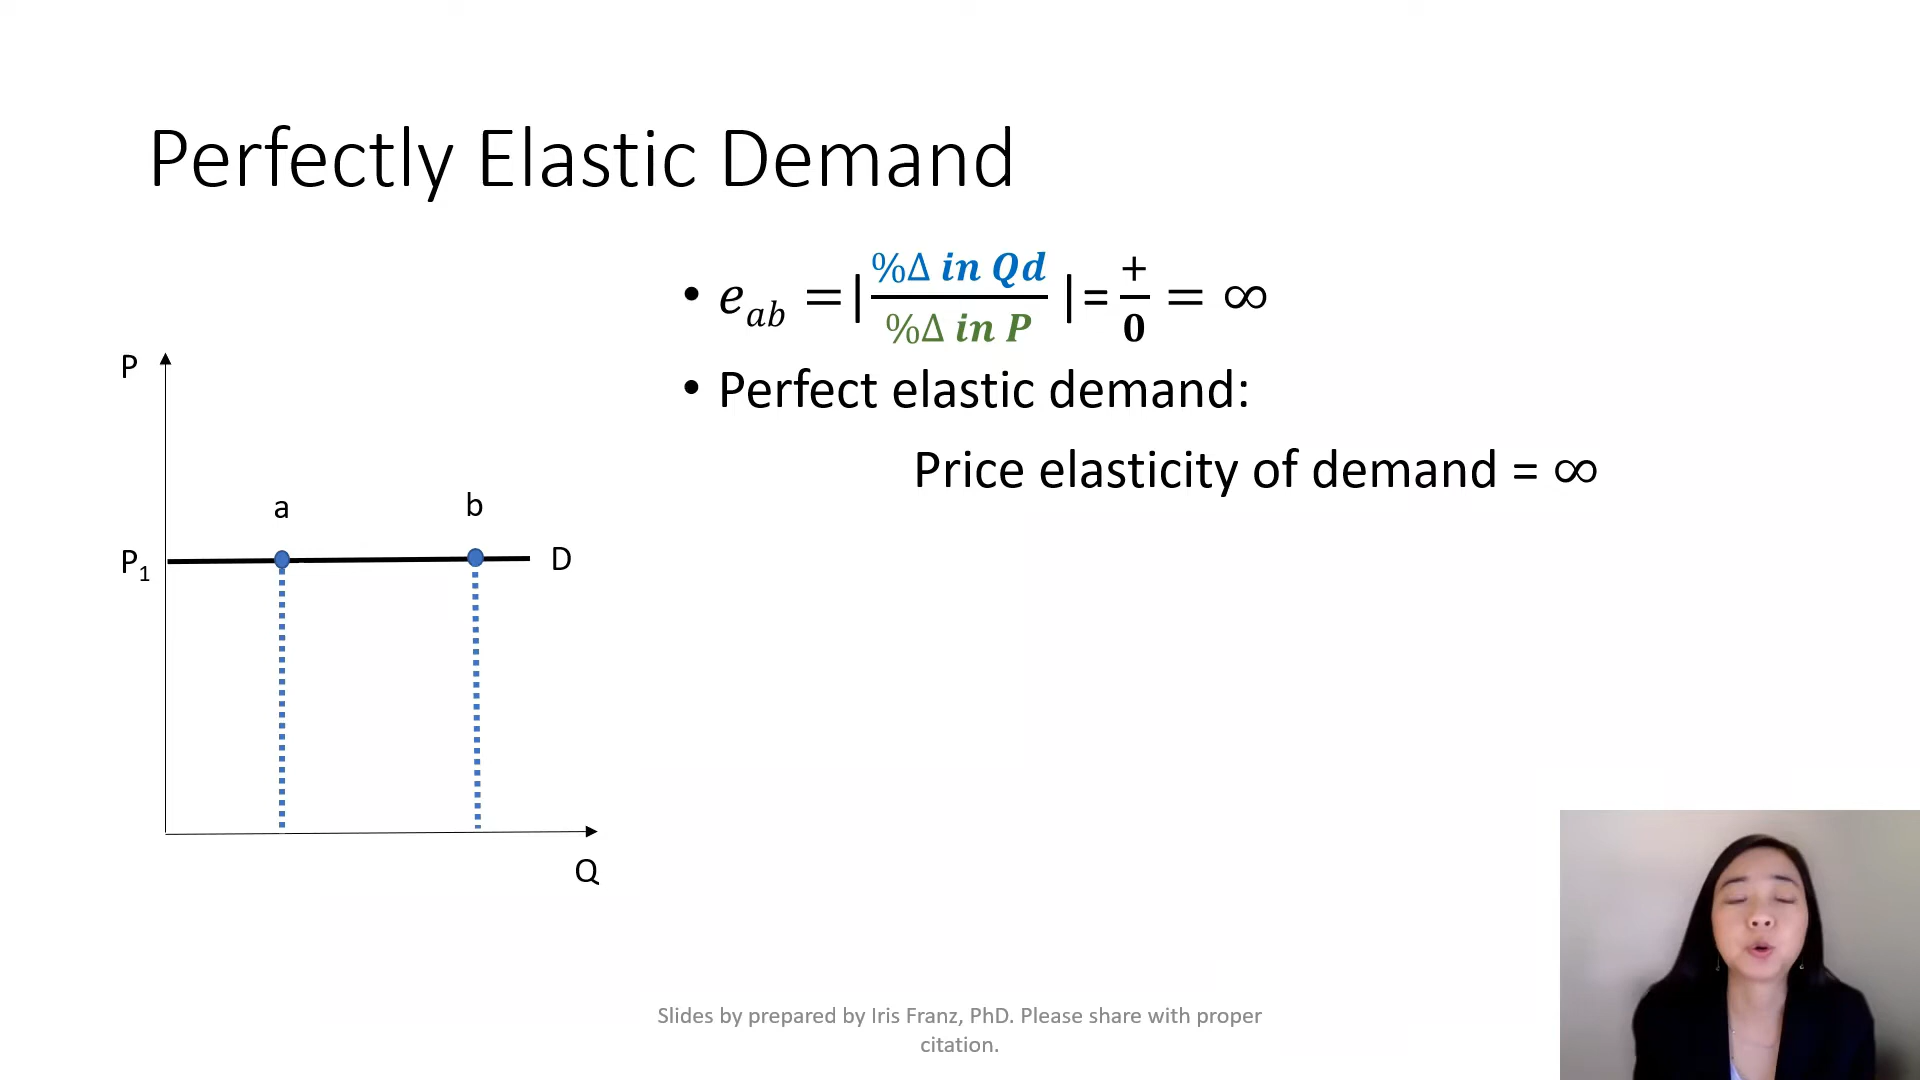 Perfectly Elastic Demand
• e_ab = |%Δ in Qd / %Δ in P| = + / 0 = ∞
• Perfect elastic demand:
Price elasticity of demand = ∞
P
a b
P₁ D
Q
Slides by prepared by Iris Franz, PhD. Please share with proper
citation.